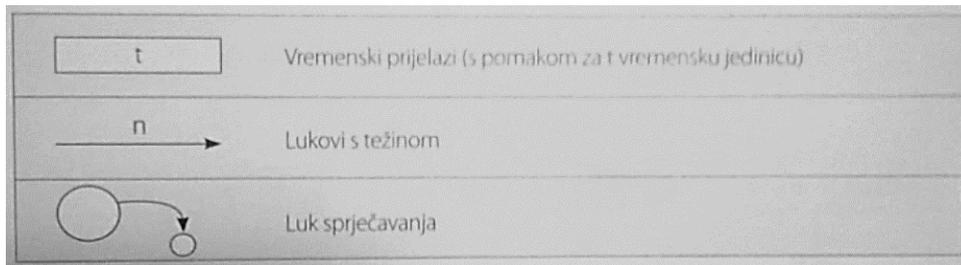 t
Vremenski prijelazi (s pomakom za t vremensku jedinicu)
n
Lukovi s težinom
Luk sprječavanja